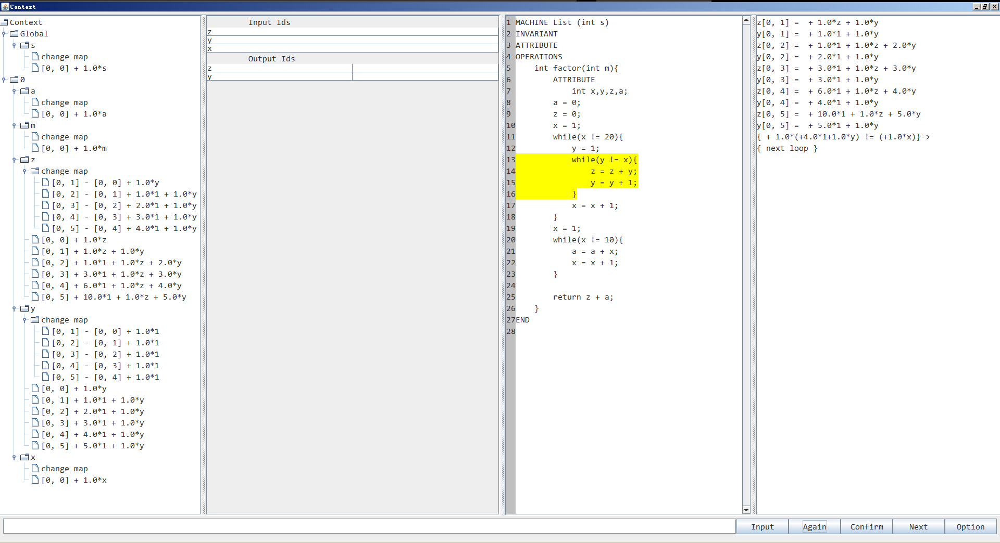 Context
Context
Global
s
change map
[0, 0] + 1.0*s
0
a
change map
[0, 0] + 1.0*a
m
change map
[0, 0] + 1.0*m
z
change map
[0, 1] - [0, 0] + 1.0*y
[0, 2] - [0, 1] + 1.0*1 + 1.0*y
[0, 3] - [0, 2] + 2.0*1 + 1.0*y
[0, 4] - [0, 3] + 3.0*1 + 1.0*y
[0, 5] - [0, 4] + 4.0*1 + 1.0*y
[0, 0] + 1.0*z
[0, 1] + 1.0*z + 1.0*y
[0, 2] + 1.0*1 + 1.0*z + 2.0*y
[0, 3] + 3.0*1 + 1.0*z + 3.0*y
[0, 4] + 6.0*1 + 1.0*z + 4.0*y
[0, 5] + 10.0*1 + 1.0*z + 5.0*y
y
change map
[0, 1] - [0, 0] + 1.0*1
[0, 2] - [0, 1] + 1.0*1
[0, 3] - [0, 2] + 1.0*1
[0, 4] - [0, 3] + 1.0*1
[0, 5] - [0, 4] + 1.0*1
[0, 0] + 1.0*y
[0, 1] + 1.0*1 + 1.0*y
[0, 2] + 2.0*1 + 1.0*y
[0, 3] + 3.0*1 + 1.0*y
[0, 4] + 4.0*1 + 1.0*y
[0, 5] + 5.0*1 + 1.0*y
x
change map
[0, 0] + 1.0*x
Input Ids
z
y
x
Output Ids
z
y
1 MACHINE List (int s)
2 INVARIANT
3 ATTRIBUTE
4 OPERATIONS
5 int factor(int m){
6 ATTRIBUTE
7 int x,y,z,a;
8 a = 0;
9 z = 0;
10 x = 1;
11 while(x != 20){
12 y = 1;
13 while(y != x){
14 z = z + y;
15 y = y + 1;
16 }
17 x = x + 1;
18 }
19 x = 1;
20 while(x != 10){
21 a = a + x;
22 x = x + 1;
23 }
24
25 return z + a;
26 }
27 END
28
z[0, 1] =  + 1.0*z + 1.0*y
y[0, 1] =  + 1.0*1 + 1.0*y
z[0, 2] =  + 1.0*1 + 1.0*z + 2.0*y
y[0, 2] =  + 2.0*1 + 1.0*y
z[0, 3] =  + 3.0*1 + 1.0*z + 3.0*y
y[0, 3] =  + 3.0*1 + 1.0*y
z[0, 4] =  + 6.0*1 + 1.0*z + 4.0*y
y[0, 4] =  + 4.0*1 + 1.0*y
z[0, 5] =  + 10.0*1 + 1.0*z + 5.0*y
y[0, 5] =  + 5.0*1 + 1.0*y
{ + 1.0*(+4.0*1+1.0*y) != (+1.0*x)}->
{ next loop }
Input
Again
Confirm
Next
Option